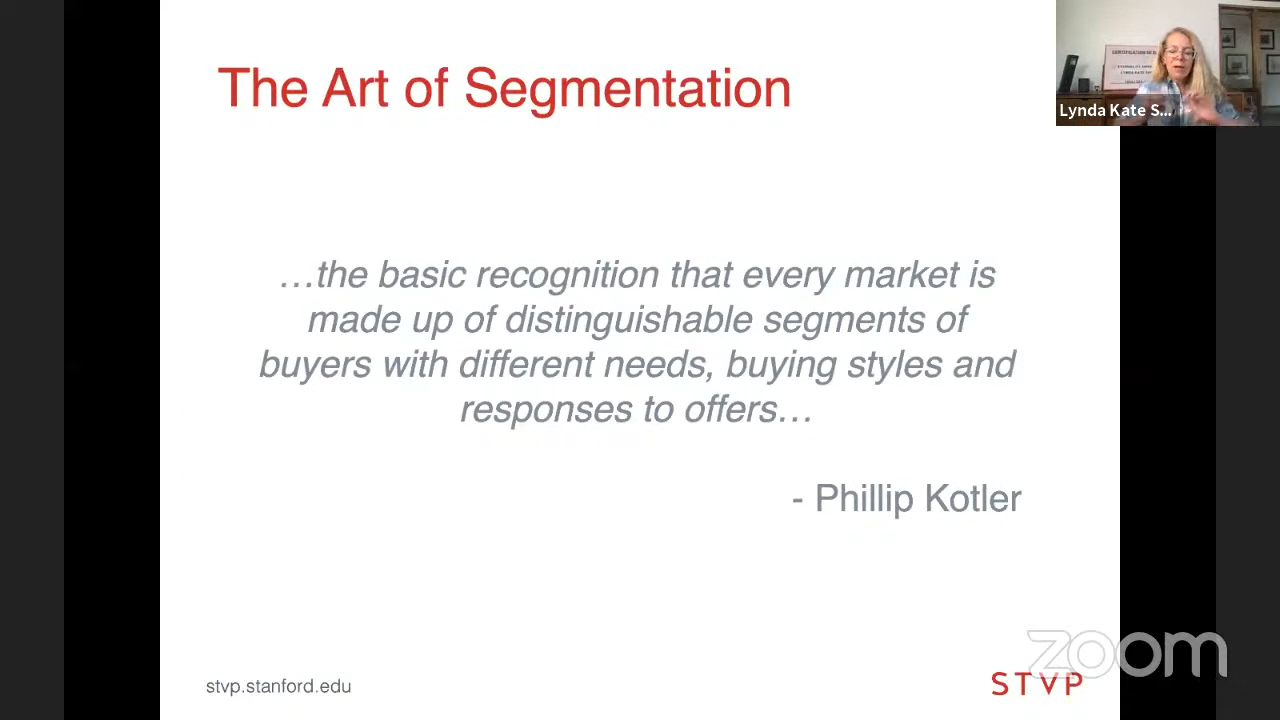 The Art of Segmentation
Lynda Kate S...
…the basic recognition that every market is
made up of distinguishable segments of
buyers with different needs, buying styles and
responses to offers…
- Phillip Kotler
zoom
stvp.stanford.edu
STVP